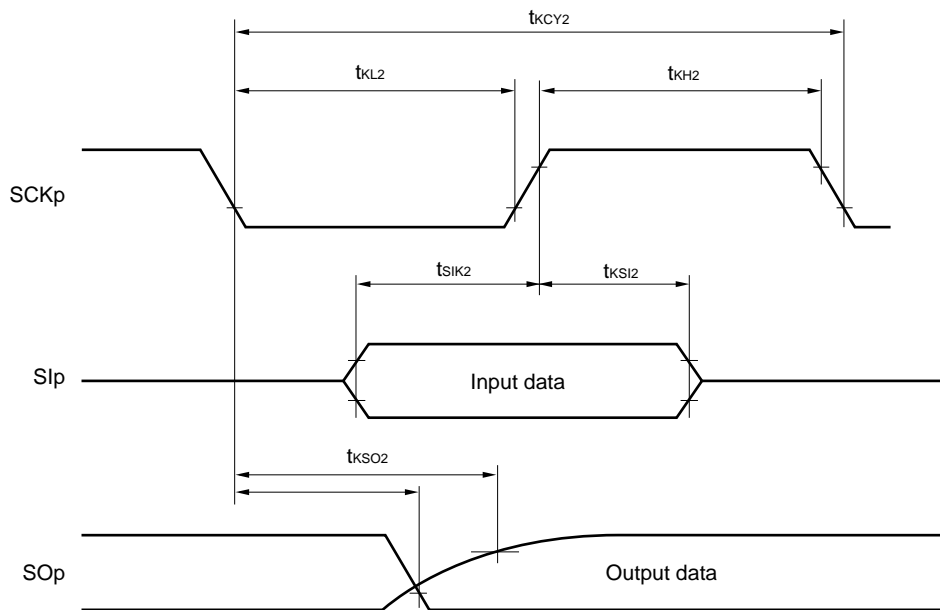 tKCY2
tKL2
tKH2
SCKp
tSIK2
tKSI2
SIp
Input data
tKSO2
SOp
Output data